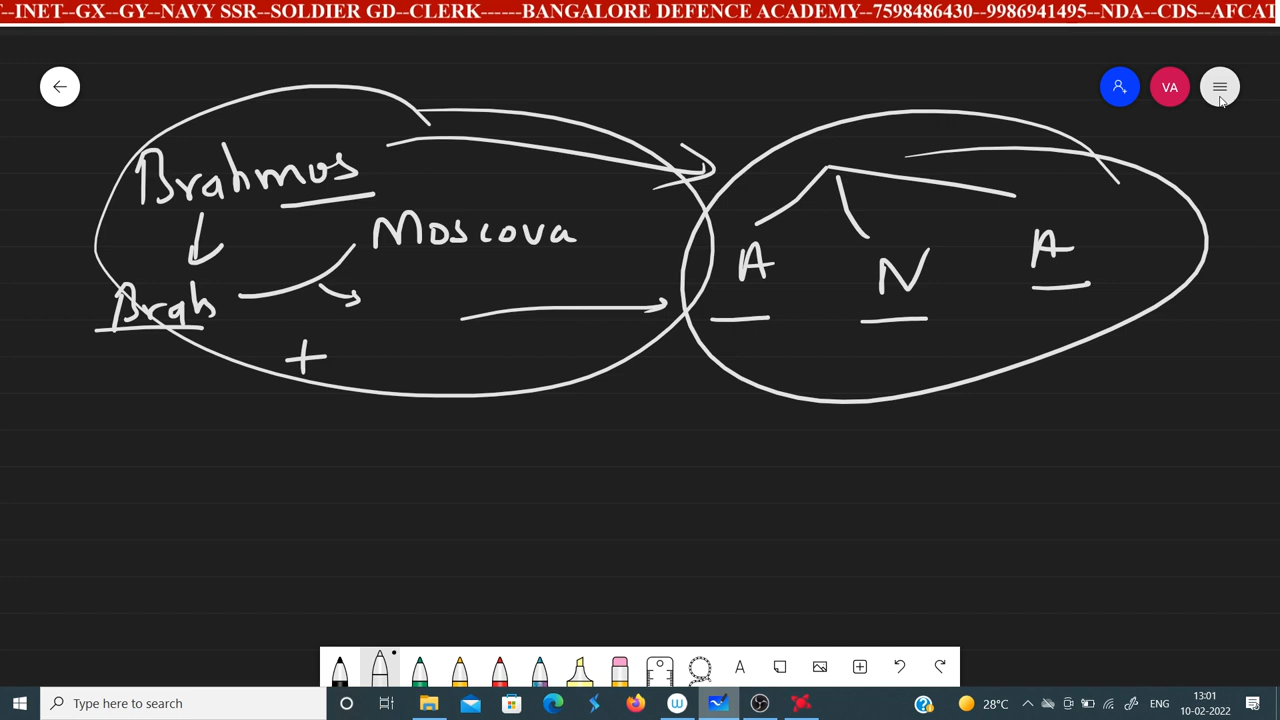 -INET--GX--GY--NAVY SSR--SOLDIER GD--CLERK------BANGALORE DEFENCE ACADEMY--7598486430--9986941495--NDA--CDS--AFCAT
VA
Brahmos
Moscova
A N A
Brah
+
A
Type here to search
28°C
ENG
13:01
10-02-2022